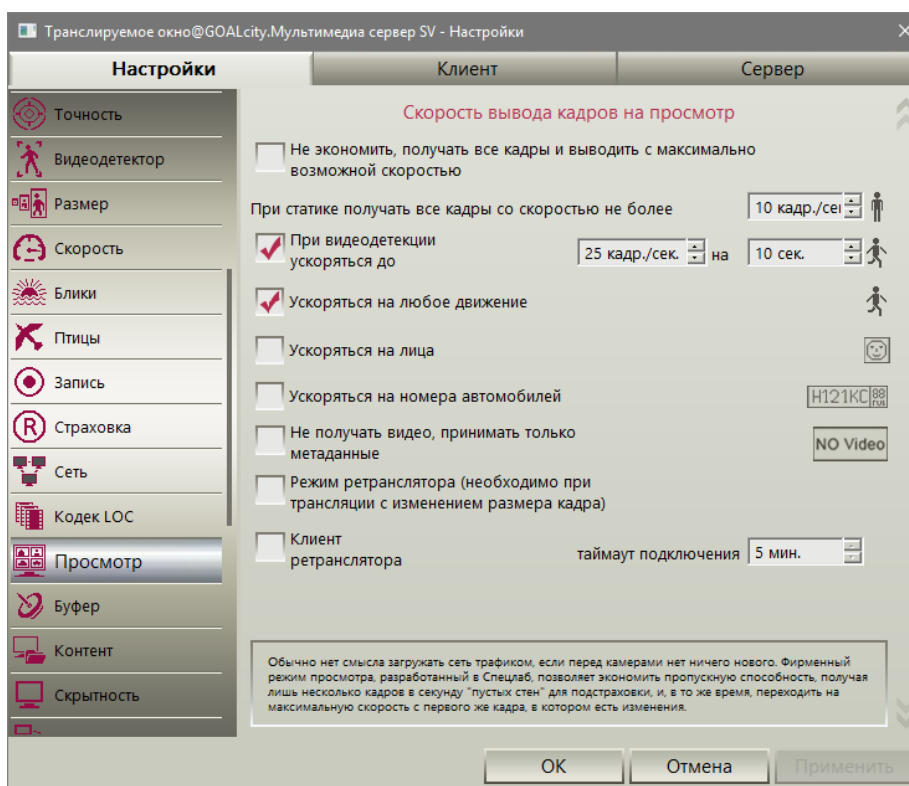 Транслируемое окно@GOALcity.Мультимедиа сервер SV - Настройки
Настройки
Клиент
Сервер
Точность
Видеодетектор
Размер
Скорость
Блики
Птицы
Запись
Страховка
Сеть
Кодек LOC
Просмотр
Буфер
Контент
Скрытность
Скорость вывода кадров на просмотр
Не экономить, получать все кадры и выводить с максимально
возможной скоростью
При статике получать все кадры со скоростью не более
10 кадр./сек
При видеодетекции
ускоряться до
25 кадр./сек.
на
10 сек.
Ускоряться на любое движение
Ускоряться на лица
Ускоряться на номера автомобилей
H121KC 88 rus
Не получать видео, принимать только
метаданные
NO Video
Режим ретранслятора (необходимо при
трансляции с изменением размера кадра)
Клиент
ретранслятора
таймаут подключения
5 мин.
Обычно нет смысла загружать сеть трафиком, если перед камерами нет ничего нового. Фирменный
режим просмотра, разработанный в Спецлаб, позволяет экономить пропускную способность, получая
лишь несколько кадров в секунду "пустых стен" для подстраховки, и, в то же время, переходить на
максимальную скорость с первого же кадра, в котором есть изменения.
ОК
Отмена
Применить